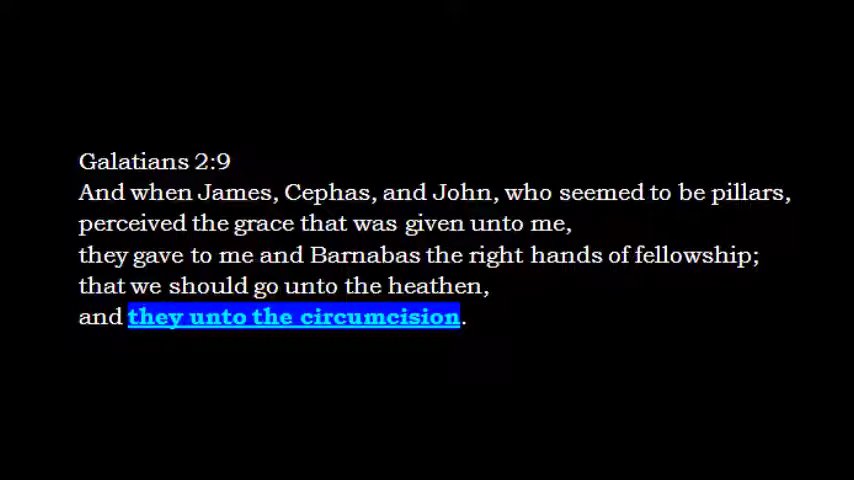 Galatians 2:9
And when James, Cephas, and John, who seemed to be pillars,
perceived the grace that was given unto me,
they gave to me and Barnabas the right hands of fellowship;
that we should go unto the heathen,
and they unto the circumcision.